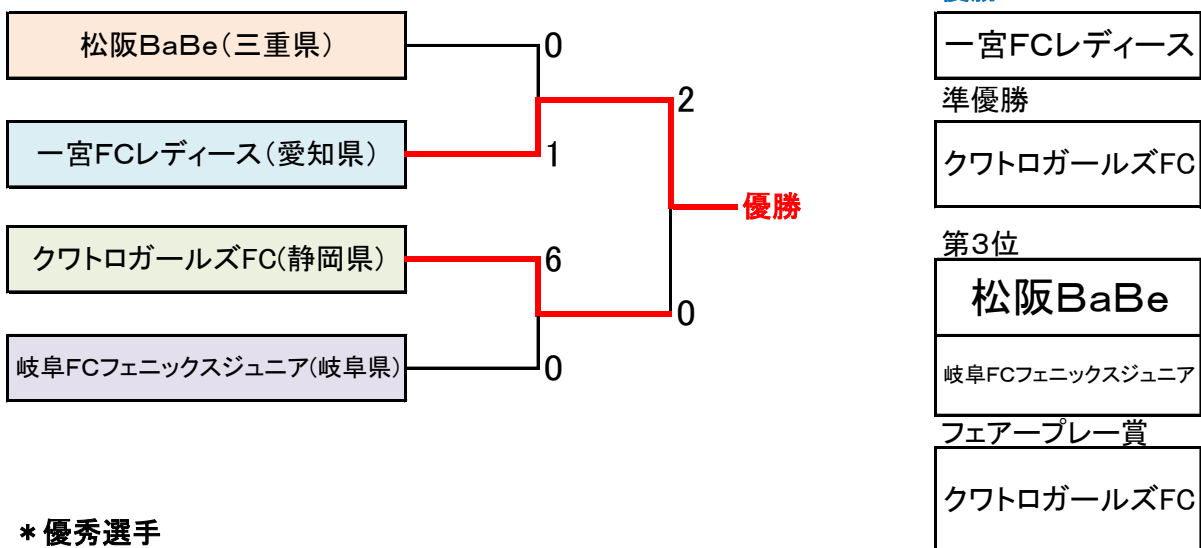 松阪BaBe(三重県)
0
2
一宮FCレディース(愛知県)
1
優勝
クワトロガールズFC(静岡県)
6
0
岐阜FCフェニックスジュニア(岐阜県)
0
*優秀選手
一宮FCレディース
準優勝
クワトロガールズFC
第3位
松阪BaBe
岐阜FCフェニックスジュニア
フェアープレー賞
クワトロガールズFC